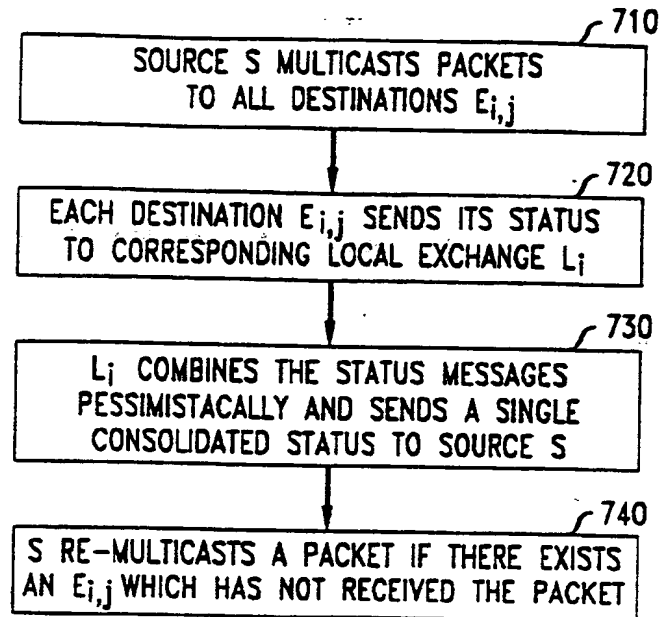 710
SOURCE S MULTICASTS PACKETS
TO ALL DESTINATIONS Ei,j
720
EACH DESTINATION Ei,j SENDS ITS STATUS
TO CORRESPONDING LOCAL EXCHANGE Li
730
Li COMBINES THE STATUS MESSAGES
PESSIMISTACALLY AND SENDS A SINGLE
CONSOLIDATED STATUS TO SOURCE S
740
S RE-MULTICASTS A PACKET IF THERE EXISTS
AN Ei,j WHICH HAS NOT RECEIVED THE PACKET